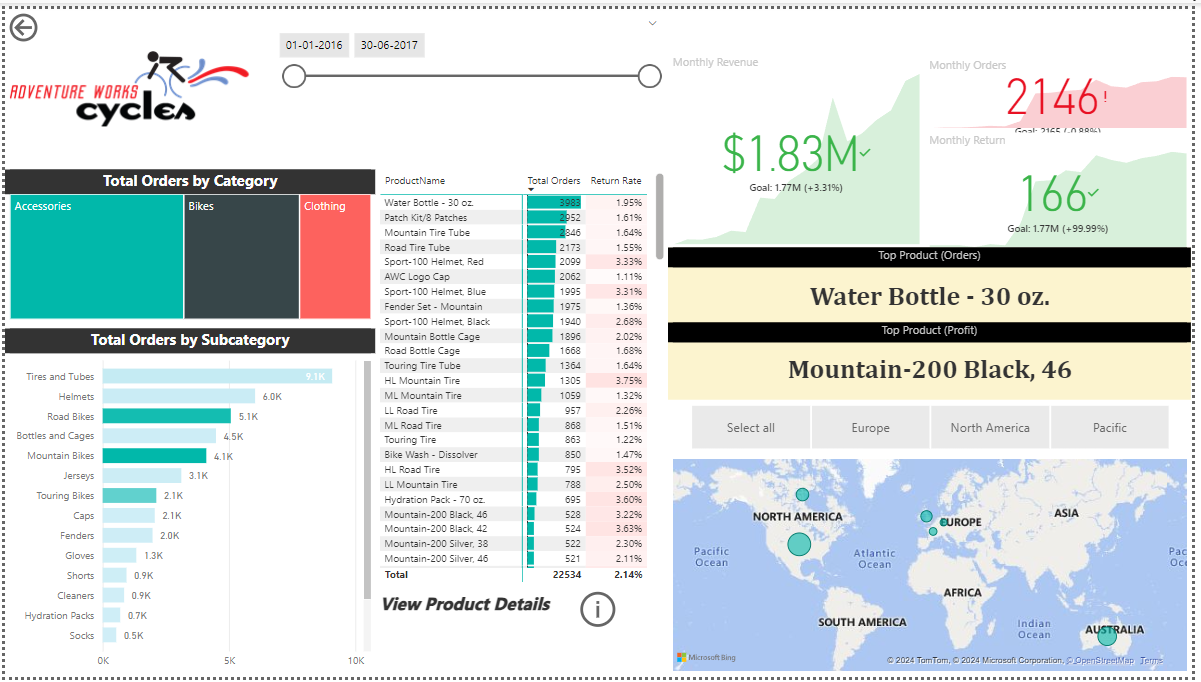 01-01-2016 30-06-2017
ADVENTURE WORKS
cycles
Monthly Revenue
$1.83M
Goal: 1.77M (+3.31%)
Monthly Orders
2146!
Goal: 2165 (-0.88%)
Monthly Return
166
Goal: 1.77M (+99.99%)
Total Orders by Category
Accessories Bikes Clothing
Total Orders by Subcategory
Tires and Tubes 9.1K
Helmets 6.0K
Road Bikes 5.1K
Bottles and Cages 4.5K
Mountain Bikes 4.1K
Jerseys 3.1K
Touring Bikes 2.1K
Caps 2.1K
Fenders 2.0K
Gloves 1.3K
Shorts 0.9K
Cleaners 0.9K
Hydration Packs 0.7K
Socks 0.5K
0K 5K 10K
ProductName Total Orders Return Rate
Water Bottle - 30 oz. 3983 1.95%
Patch Kit/8 Patches 2952 1.61%
Mountain Tire Tube 2846 1.64%
Road Tire Tube 2173 1.55%
Sport-100 Helmet, Red 2099 3.33%
AWC Logo Cap 2062 1.11%
Sport-100 Helmet, Blue 1995 3.31%
Fender Set - Mountain 1975 1.36%
Sport-100 Helmet, Black 1940 2.68%
Mountain Bottle Cage 1896 2.02%
Road Bottle Cage 1668 1.68%
Touring Tire Tube 1364 1.64%
HL Mountain Tire 1305 3.75%
ML Mountain Tire 1059 1.32%
LL Road Tire 957 2.26%
ML Road Tire 868 1.51%
Touring Tire 863 1.22%
Bike Wash - Dissolver 850 1.47%
HL Road Tire 795 3.52%
LL Mountain Tire 788 2.50%
Hydration Pack - 70 oz. 695 3.60%
Mountain-200 Black, 46 528 3.22%
Mountain-200 Black, 42 524 3.63%
Mountain-200 Silver, 38 522 2.30%
Mountain-200 Silver, 46 521 2.11%
Total 22534 2.14%
View Product Details i
Top Product (Orders)
Water Bottle - 30 oz.
Top Product (Profit)
Mountain-200 Black, 46
Select all Europe North America Pacific
NORTH AMERICA
EUROPE
ASIA
Pacific
Ocean
Atlantic
Ocean
Pac
Oc
AFRICA
SOUTH AMERICA
Indian
Ocean
AUSTRALIA
Microsoft Bing
© 2024 TomTom, © 2024 Microsoft Corporation, © OpenStreetMap Terms